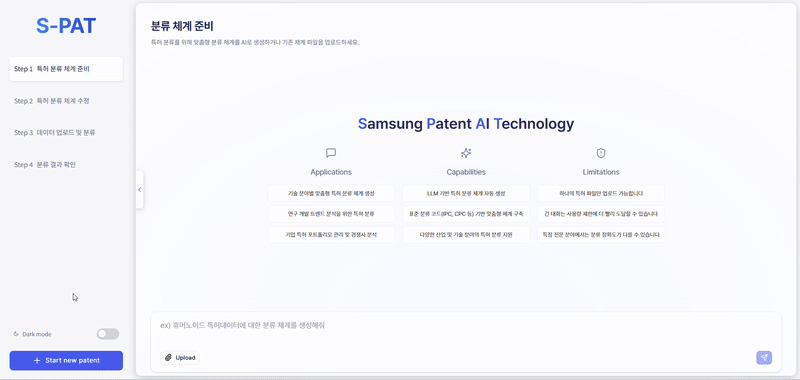 S-PAT
Step 1 특허 분류 체계 준비
Step 2 특허 분류 체계 수정
Step 3 데이터 업로드 및 분류
Step 4 분류 결과 확인
Dark mode
Start new patent
분류 체계 준비
특허 분류를 위해 맞춤형 분류 체계를 AI로 생성하거나 기존 체계 파일을 업로드하세요.
Samsung Patent AI Technology
Applications
기술 분야별 맞춤형 특허 분류 체계 생성
연구 개발 트렌드 분석을 위한 특허 분류
기업 특허 포트폴리오 관리 및 경쟁사 분석
Capabilities
LLM 기반 특허 분류 체계 자동 생성
표준 분류 코드(IPC, CPC 등) 기반 맞춤형 체계 구축
다양한 산업 및 기술 분야의 특허 분류 지원
Limitations
하나의 특허 파일만 업로드 가능합니다
긴 대화는 사용량 제한에 더 빨리 도달할 수 있습니다
특정 전문 분야에서는 분류 정확도가 다를 수 있습니다
ex) 휴머노이드 특허데이터에 대한 분류 체계를 생성해줘
Upload